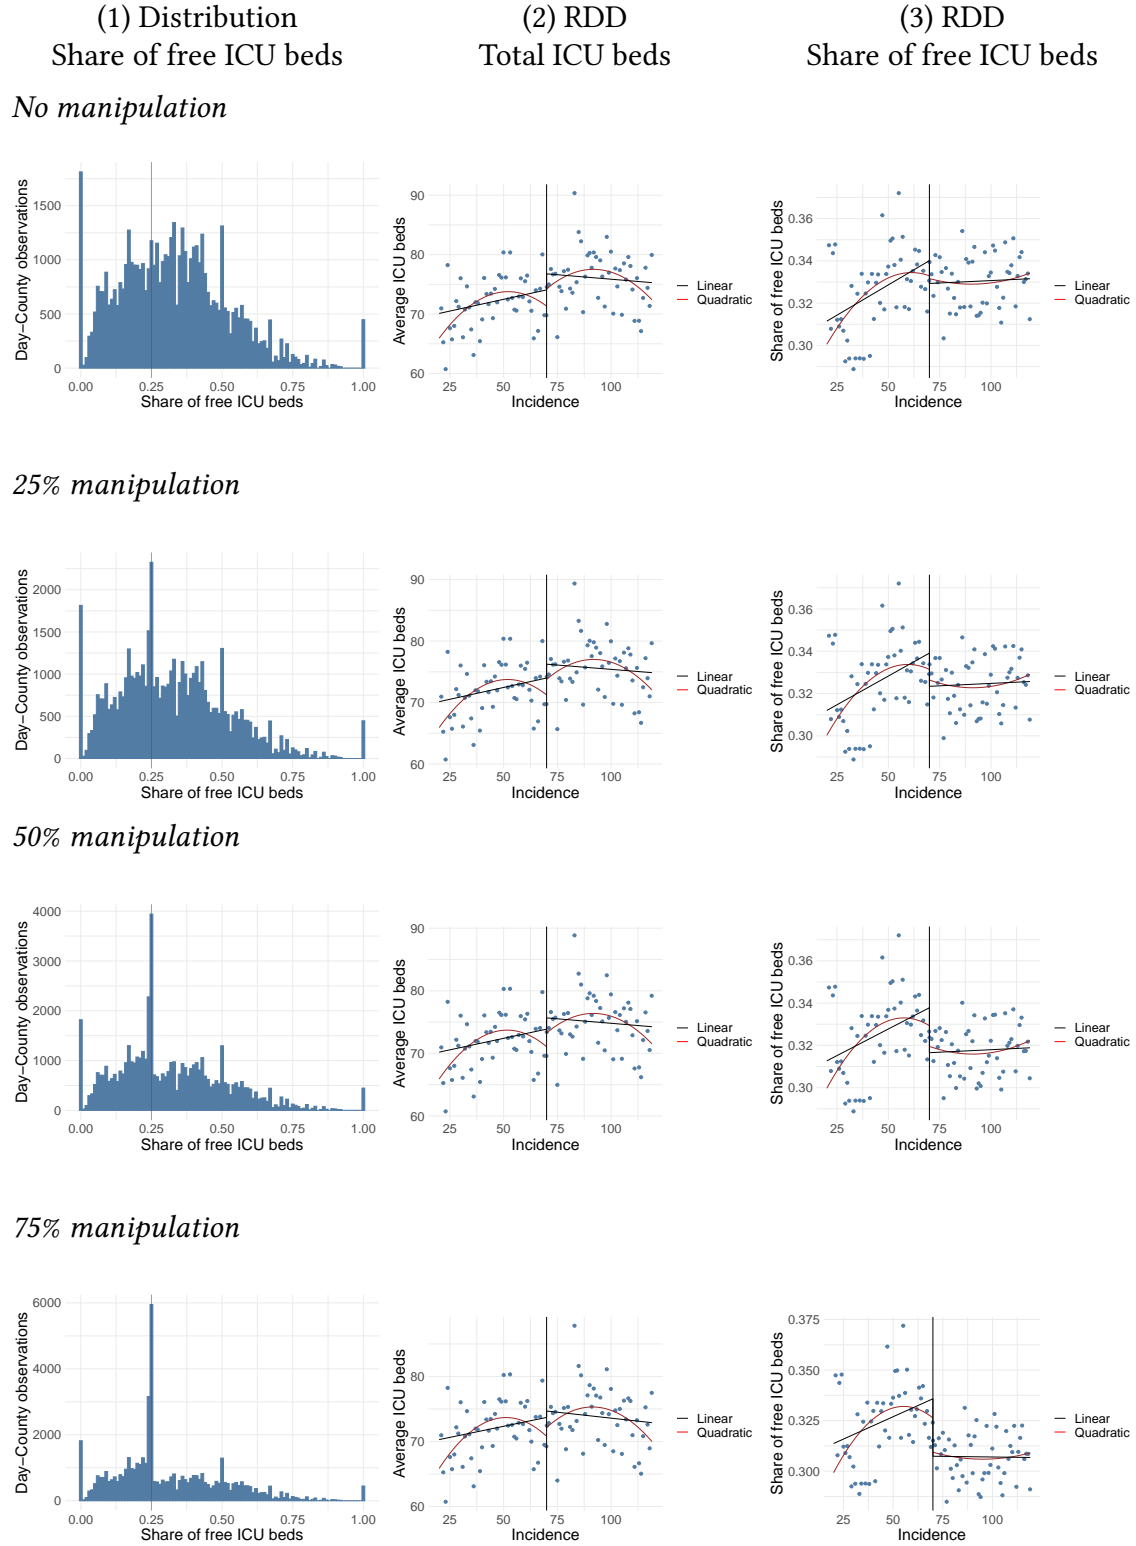 (1) Distribution
Share of free ICU beds
(2) RDD
Total ICU beds
(3) RDD
Share of free ICU beds
No manipulation
Day−County observations
1500
1000
500
0
0.00 0.25 0.50 0.75 1.00
Share of free ICU beds
Average ICU beds
90
80
70
60
25 50 75 100
Incidence
Linear
Quadratic
Share of free ICU beds
0.36
0.34
0.32
0.30
25 50 75 100
Incidence
Linear
Quadratic
25% manipulation
Day−County observations
2000
1500
1000
500
0
0.00 0.25 0.50 0.75 1.00
Share of free ICU beds
Average ICU beds
90
80
70
60
25 50 75 100
Incidence
Linear
Quadratic
Share of free ICU beds
0.36
0.34
0.32
0.30
25 50 75 100
Incidence
Linear
Quadratic
50% manipulation
Day−County observations
4000
3000
2000
1000
0
0.00 0.25 0.50 0.75 1.00
Share of free ICU beds
Average ICU beds
90
80
70
60
25 50 75 100
Incidence
Linear
Quadratic
Share of free ICU beds
0.36
0.34
0.32
0.30
25 50 75 100
Incidence
Linear
Quadratic
75% manipulation
Day−County observations
6000
4000
2000
0
0.00 0.25 0.50 0.75 1.00
Share of free ICU beds
Average ICU beds
80
70
60
25 50 75 100
Incidence
Linear
Quadratic
Share of free ICU beds
0.375
0.350
0.325
0.300
25 50 75 100
Incidence
Linear
Quadratic